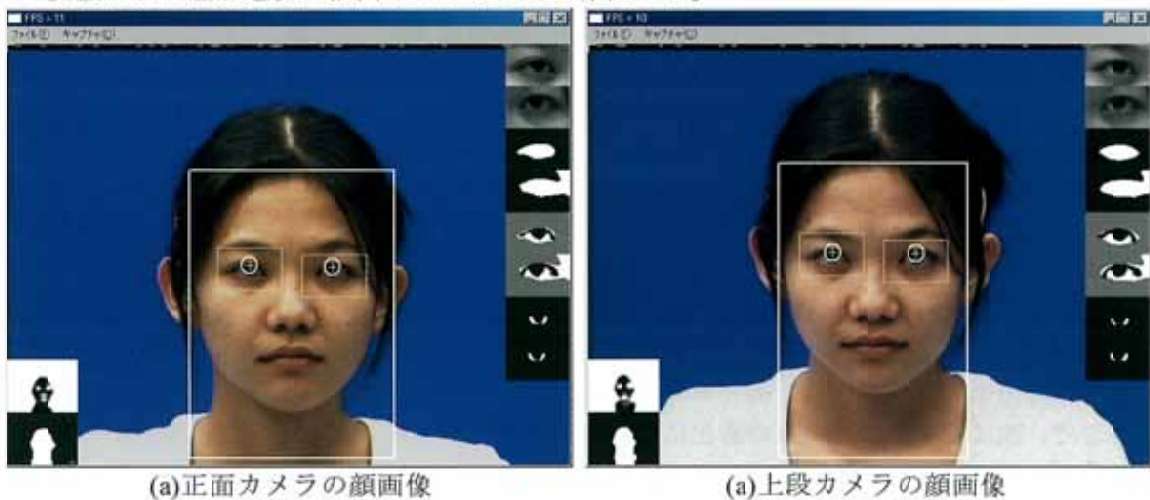 FPS = 11
ファイル(F) キャプチャ(C)
FPS = 10
ファイル(F) キャプチャ(C)
(a)正面カメラの顔画像
(a)上段カメラの顔画像